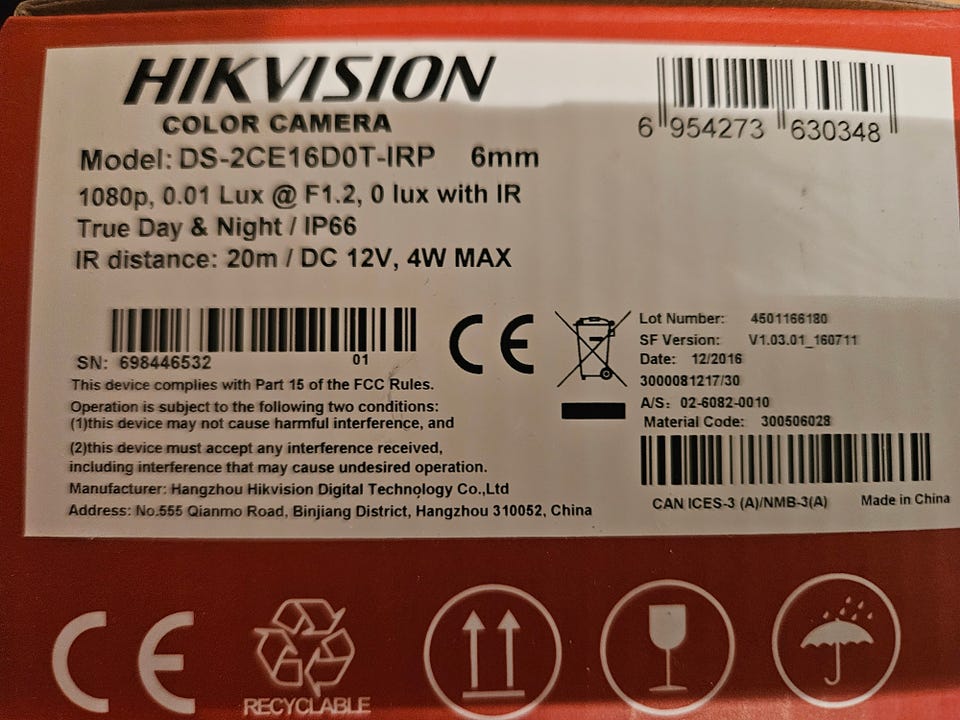 HIKVISION
COLOR CAMERA
Model: DS-2CE16D0T-IRP 6mm
1080p, 0.01 Lux @ F1.2, 0 lux with IR
True Day & Night / IP66
IR distance: 20m / DC 12V, 4W MAX
6 954273 630348
SN: 698446532 01
This device complies with Part 15 of the FCC Rules.
Operation is subject to the following two conditions:
(1)this device may not cause harmful interference, and
(2)this device must accept any interference received,
including interference that may cause undesired operation.
Manufacturer: Hangzhou Hikvision Digital Technology Co.,Ltd
Address: No.555 Qianmo Road, Binjiang District, Hangzhou 310052, China
CE
Lot Number: 4501166180
SF Version: V1.03.01_160711
Date: 12/2016
3000081217/30
A/S: 02-6082-0010
Material Code: 300506028
CAN ICES-3 (A)/NMB-3(A) Made in China
CE
RECYCLABLE